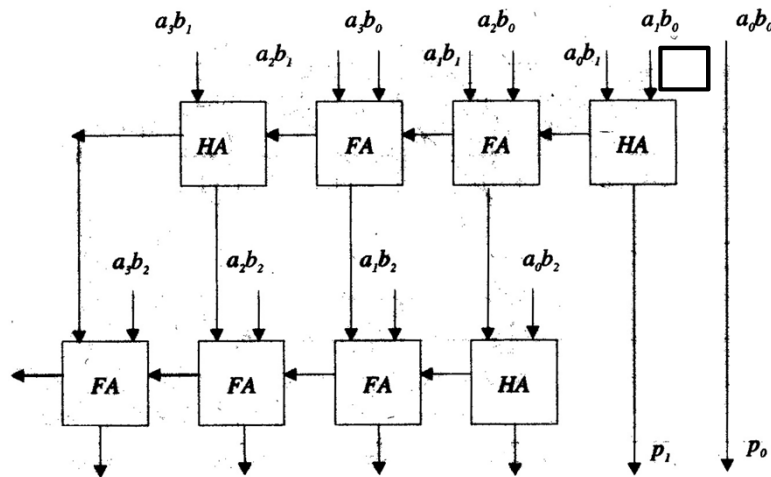 a₃b₁ a₂b₁ a₃b₀ a₁b₁ a₂b₀ a₀b₁ a₁b₀ a₀b₀
HA FA FA HA
a₃b₂ a₂b₂ a₁b₂ a₀b₂
FA FA FA HA
p₁ p₀